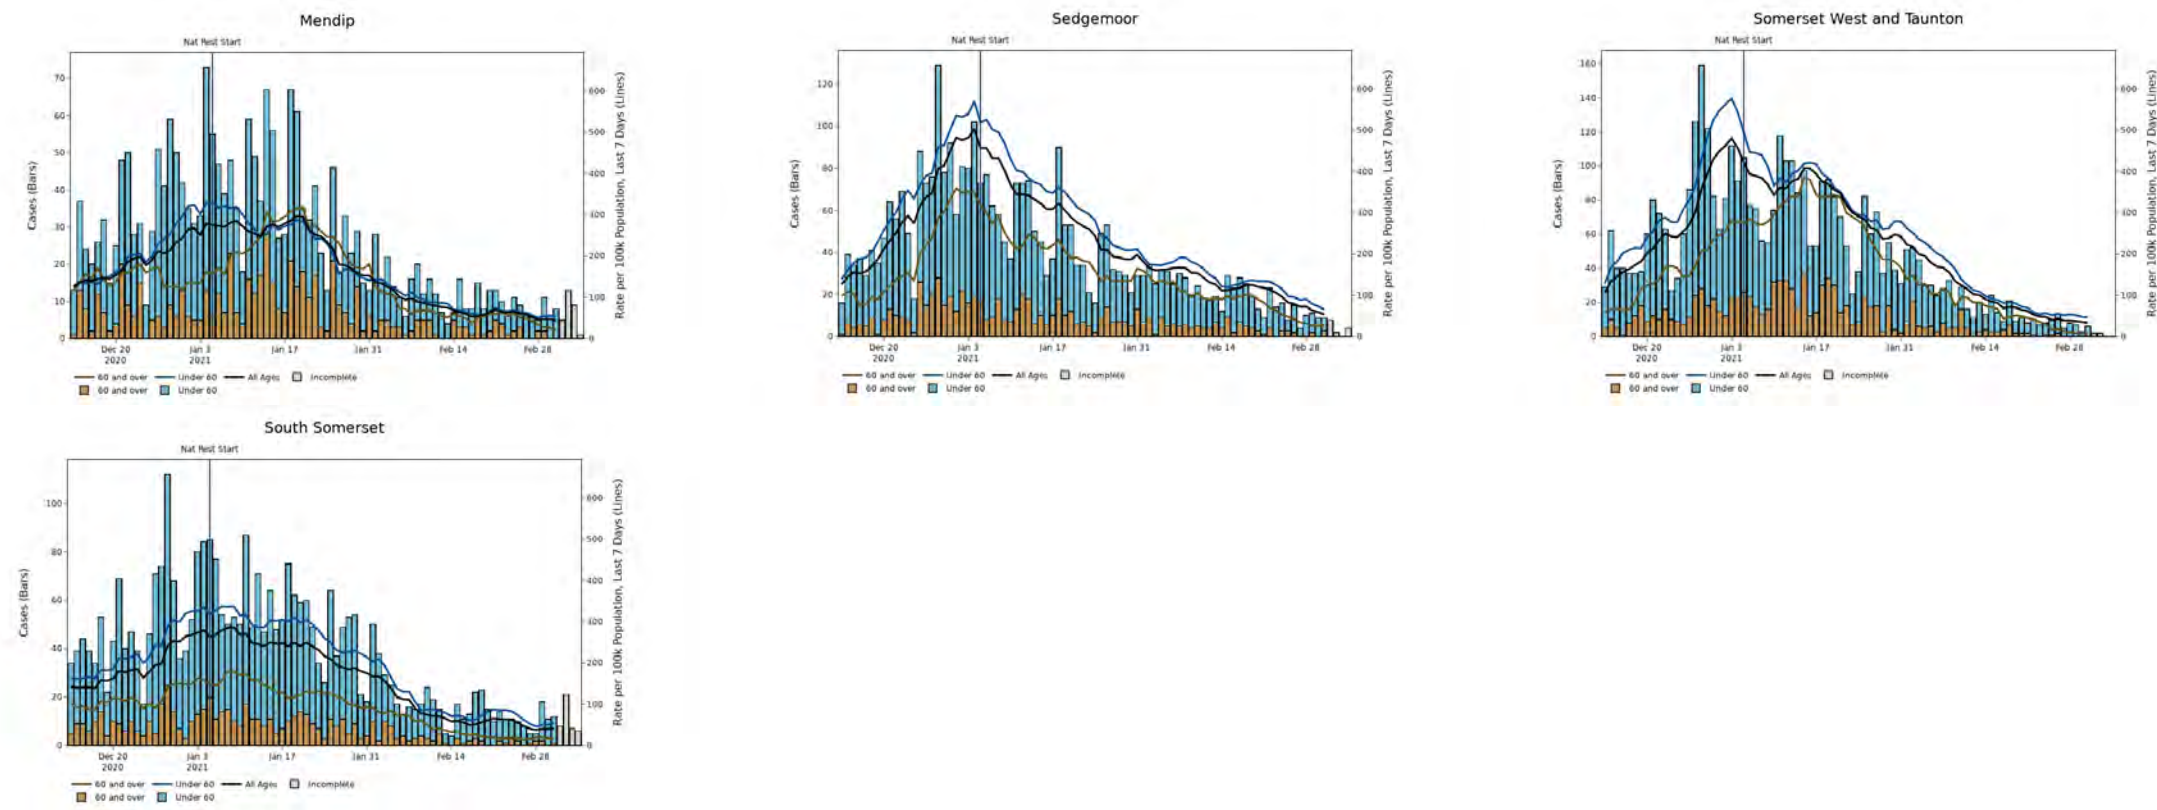 Mendip
Nat Rest Start
Cases (Bars)
70
60
50
40
30
20
10
0
600
500
400
300
200
100
0
Rate per 100k Population, Last 7 Days (Lines)
Dec 20 2020
Jan 3 2021
Jan 17
Jan 31
Feb 14
Feb 28
60 and over Under 60 All Ages Incomplete
60 and over Under 60
Sedgemoor
Nat Rest Start
Cases (Bars)
120
100
80
60
40
20
0
600
500
400
300
200
100
0
Rate per 100k Population, Last 7 Days (Lines)
Dec 20 2020
Jan 3 2021
Jan 17
Jan 31
Feb 14
Feb 28
60 and over Under 60 All Ages Incomplete
60 and over Under 60
Somerset West and Taunton
Nat Rest Start
Cases (Bars)
160
140
120
100
80
60
40
20
0
600
500
400
300
200
100
0
Rate per 100k Population, Last 7 Days (Lines)
Dec 20 2020
Jan 3 2021
Jan 17
Jan 31
Feb 14
Feb 28
60 and over Under 60 All Ages Incomplete
60 and over Under 60
South Somerset
Nat Rest Start
Cases (Bars)
100
80
60
40
20
0
600
500
400
300
200
100
0
Rate per 100k Population, Last 7 Days (Lines)
Dec 20 2020
Jan 3 2021
Jan 17
Jan 31
Feb 14
Feb 28
60 and over Under 60 All Ages Incomplete
60 and over Under 60